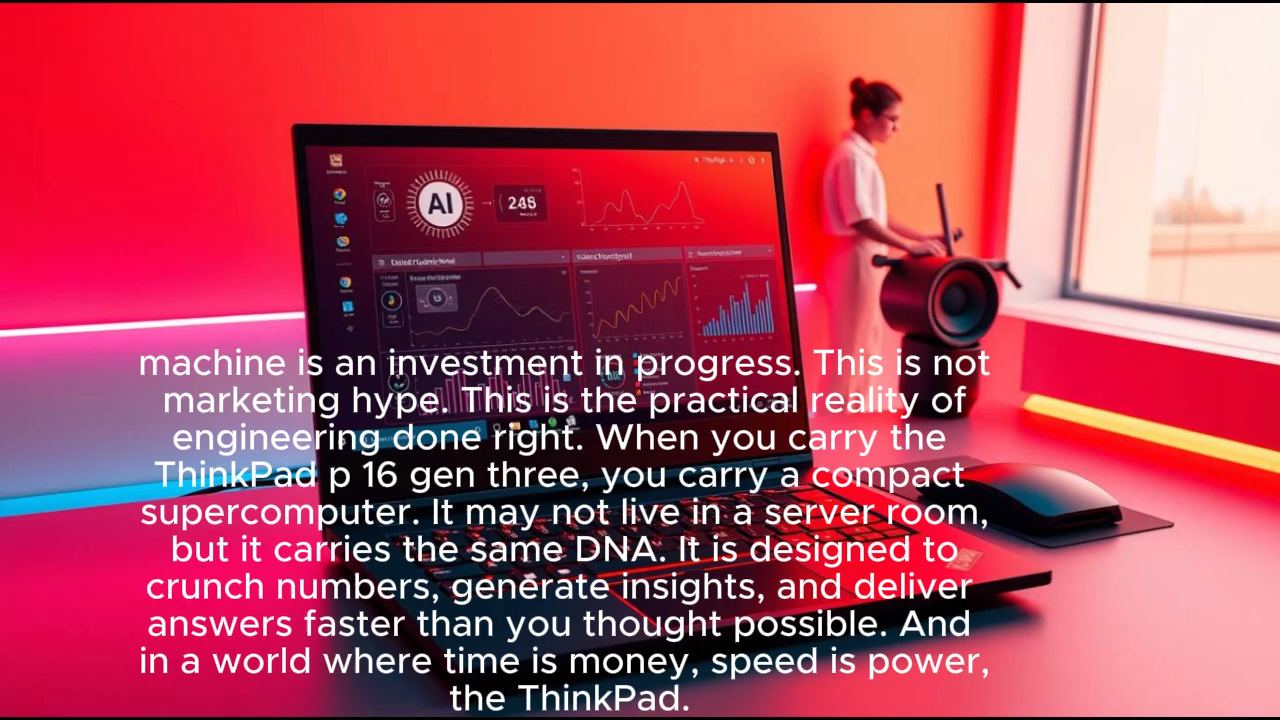 AI
248
machine is an investment in progress. This is not
marketing hype. This is the practical reality of
engineering done right. When you carry the
ThinkPad p 16 gen three, you carry a compact
supercomputer. It may not live in a server room,
but it carries the same DNA. It is designed to
crunch numbers, generate insights, and deliver
answers faster than you thought possible. And
in a world where time is money, speed is power,
the ThinkPad.